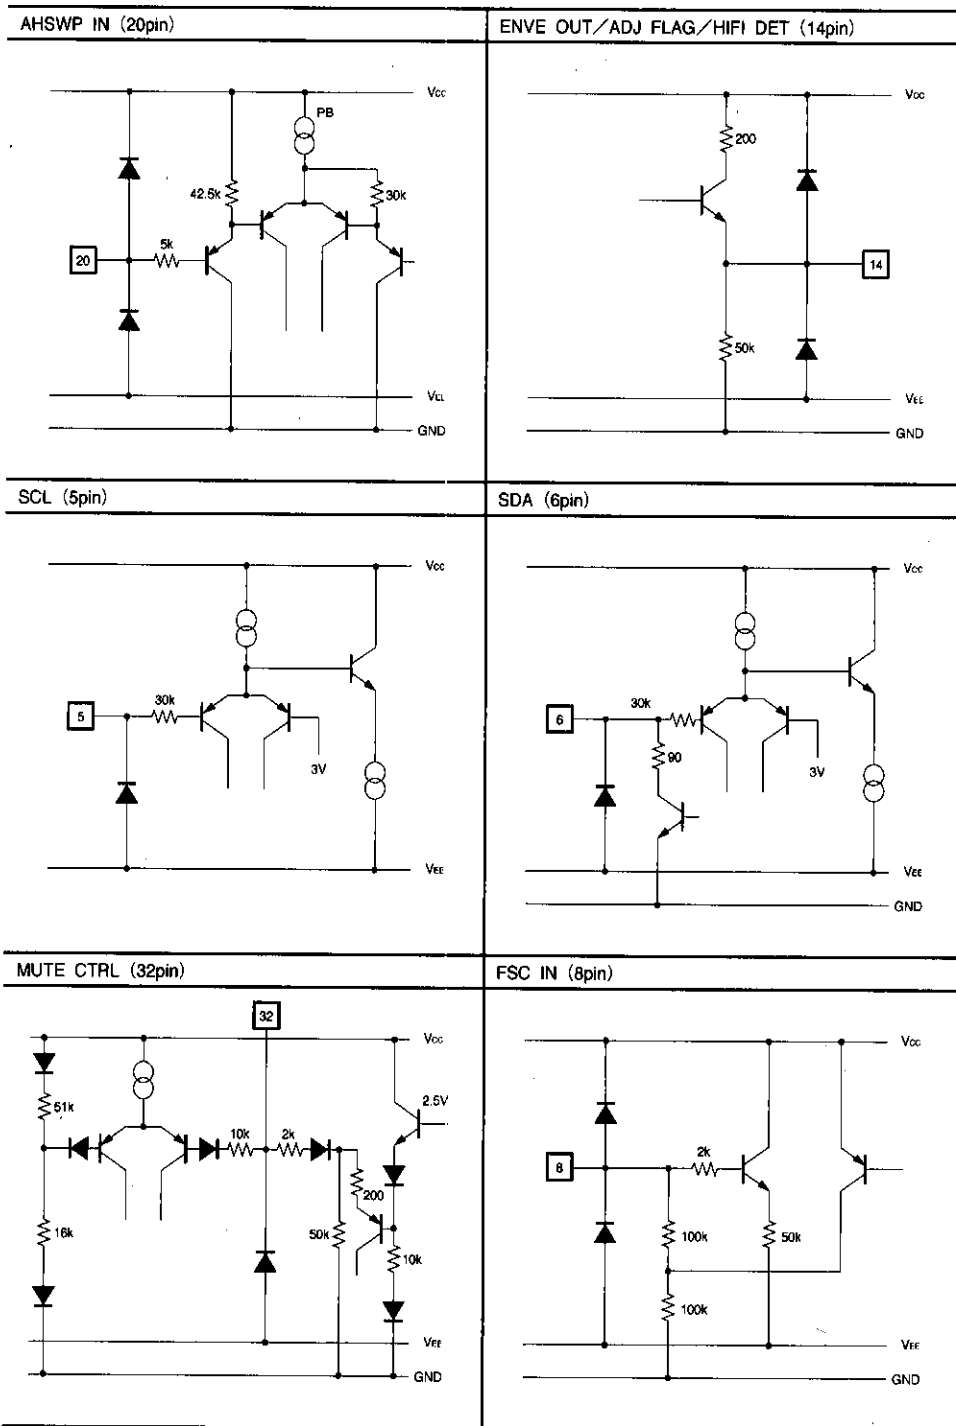 AHSWP IN (20pin)
Vcc
PB
42.5k
30k
5k
20
VEE
GND
ENVE OUT/ADJ FLAG/HIFI DET (14pin)
Vcc
200
14
50k
VEE
GND
SCL (5pin)
Vcc
30k
5
3V
VEE
SDA (6pin)
Vcc
30k
6
90
3V
VEE
GND
MUTE CTRL (32pin)
32
Vcc
51k
2.5V
10k
2k
200
16k
50k
10k
VEE
GND
FSC IN (8pin)
Vcc
2k
8
100k
50k
100k
VEE
GND